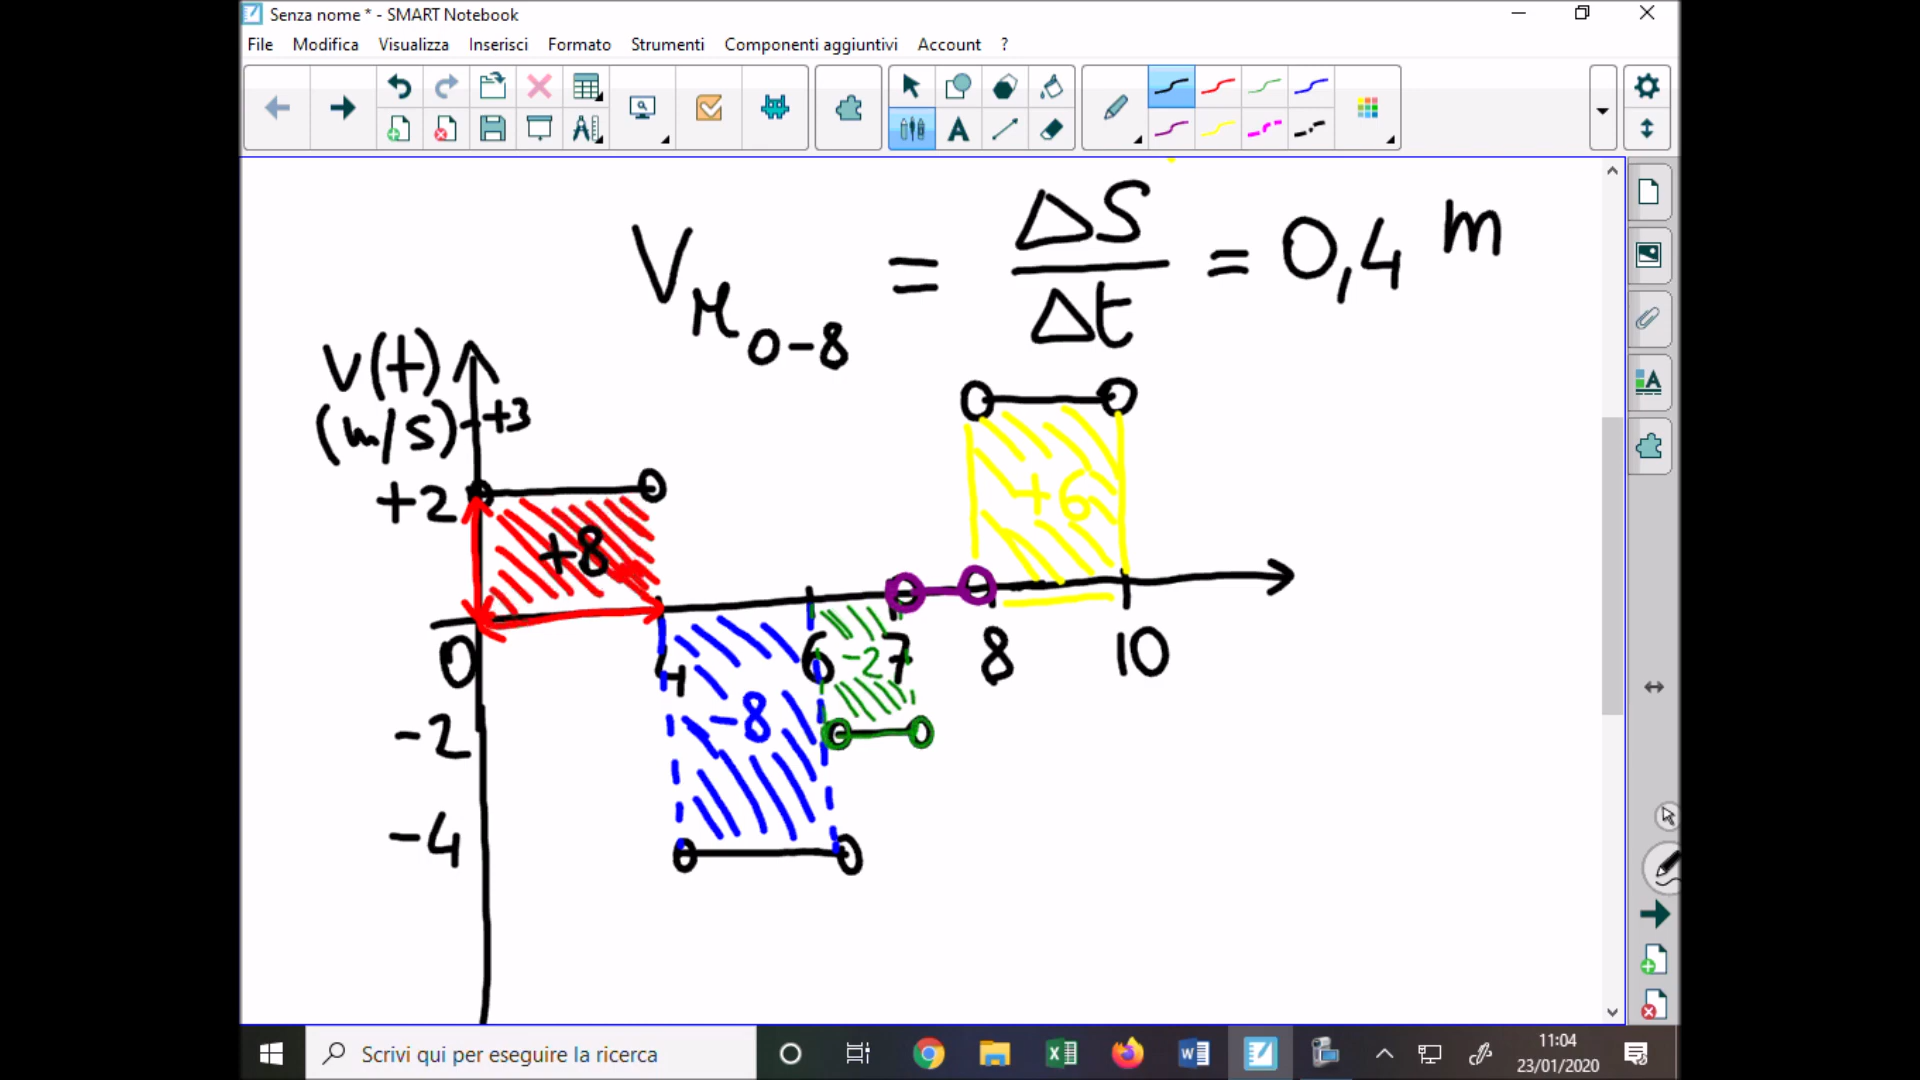 Senza nome * - SMART Notebook
File Modifica Visualizza Inserisci Formato Strumenti Componenti aggiuntivi Account ?
V_M 0-8 = ΔS/Δt = 0,4 m
V(t)
(m/s)
+3
+2
+8
+6
0 4 6 7 8 10
-2
-8
-2
-4
Scrivi qui per eseguire la ricerca
11:04
23/01/2020